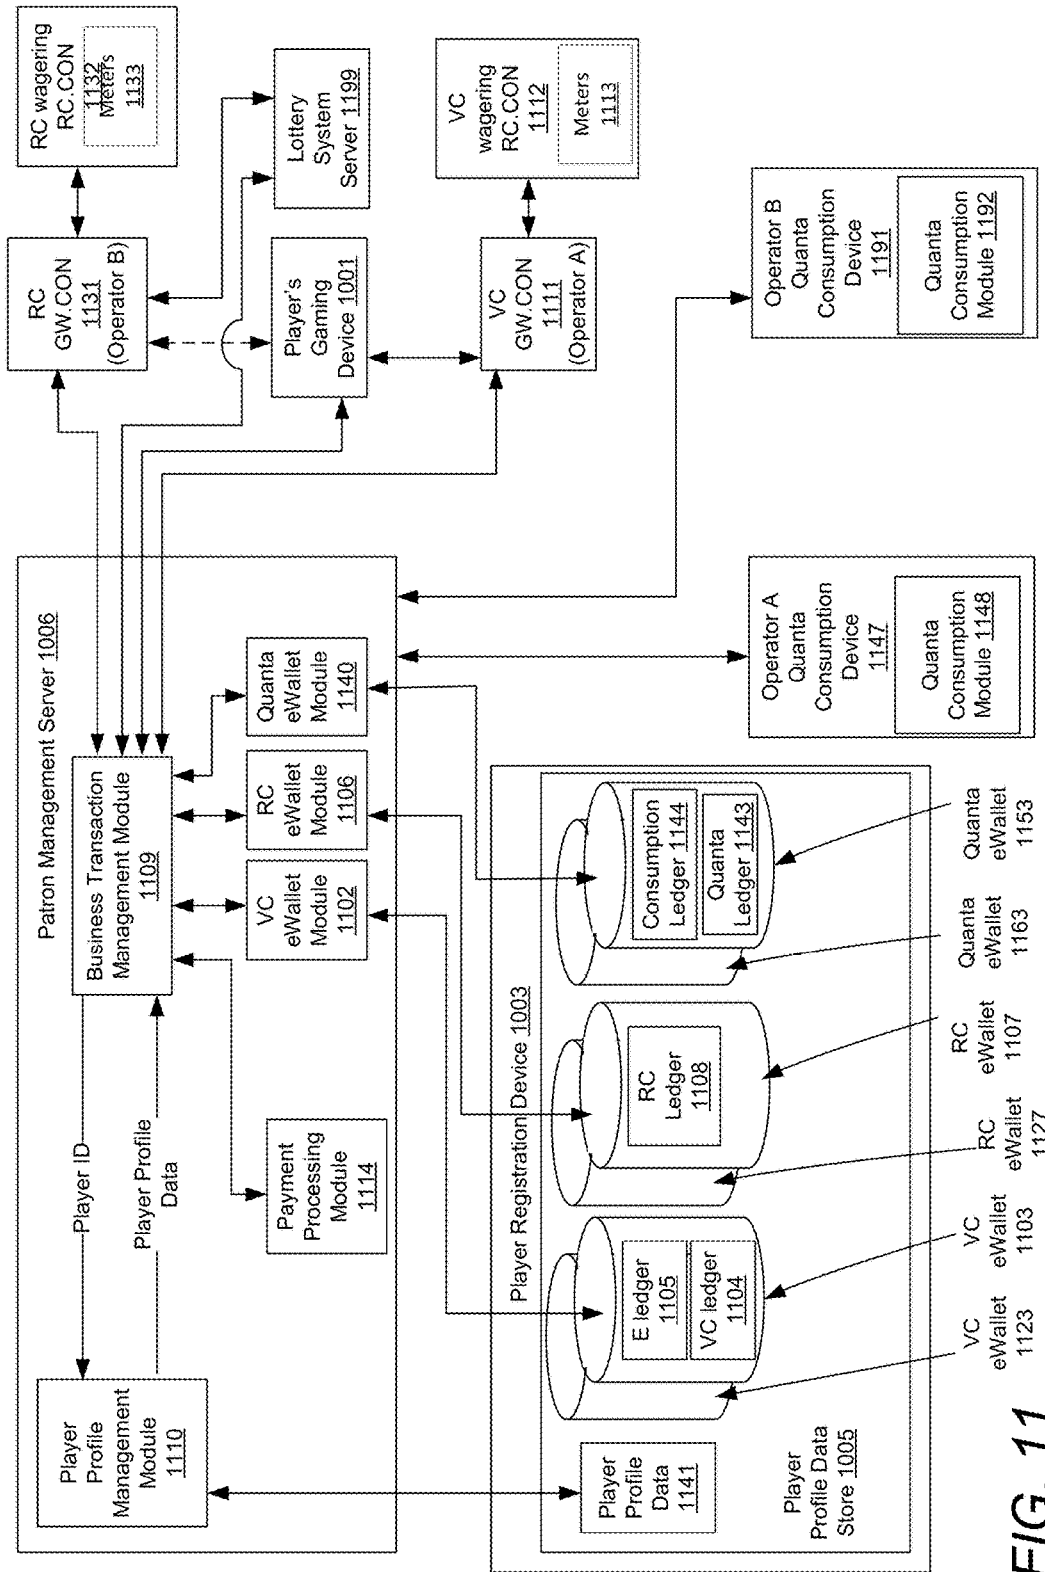 Patron Management Server 1006
Player
Profile
Management
Module
1110
Player ID
Player Profile
Data
Business Transaction
Management Module
1109
Payment
Processing
Module
1114
VC
eWallet
Module
1102
RC
eWallet
Module
1106
Quanta
eWallet
Module
1140
RC
GW.CON
1131
(Operator B)
RC wagering
RC.CON
1132
Meters
1133
Player's
Gaming
Device 1001
Lottery
System
Server 1199
VC
GW.CON
1111
(Operator A)
VC
wagering
RC.CON
1112
Meters
1113
Player Registration Device 1003
Player
Profile
Data
1141
Player
Profile Data
Store 1005
E ledger
1105
VC ledger
1104
RC
Ledger
1108
Consumption
Ledger 1144
Quanta
Ledger 1143
VC
eWallet
1123
VC
eWallet
1103
RC
eWallet
1127
RC
eWallet
1107
Quanta
eWallet
1163
Quanta
eWallet
1153
Operator A
Quanta
Consumption
Device
1147
Quanta
Consumption
Module 1148
Operator B
Quanta
Consumption
Device
1191
Quanta
Consumption
Module 1192
FIG. 11